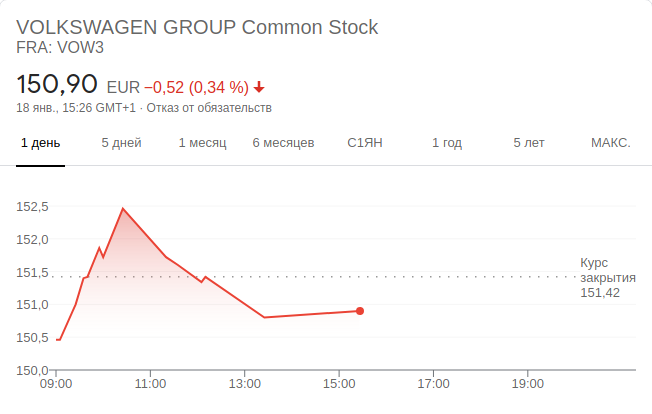 VOLKSWAGEN GROUP Common Stock
FRA: VOW3
150,90 EUR −0,52 (0,34 %)
18 янв., 15:26 GMT+1 · Отказ от обязательств
1 день 5 дней 1 месяц 6 месяцев С1ЯН 1 год 5 лет МАКС.
152,5
152,0
151,5
151,0
150,5
150,0
Курс
закрытия
151,42
09:00 11:00 13:00 15:00 17:00 19:00